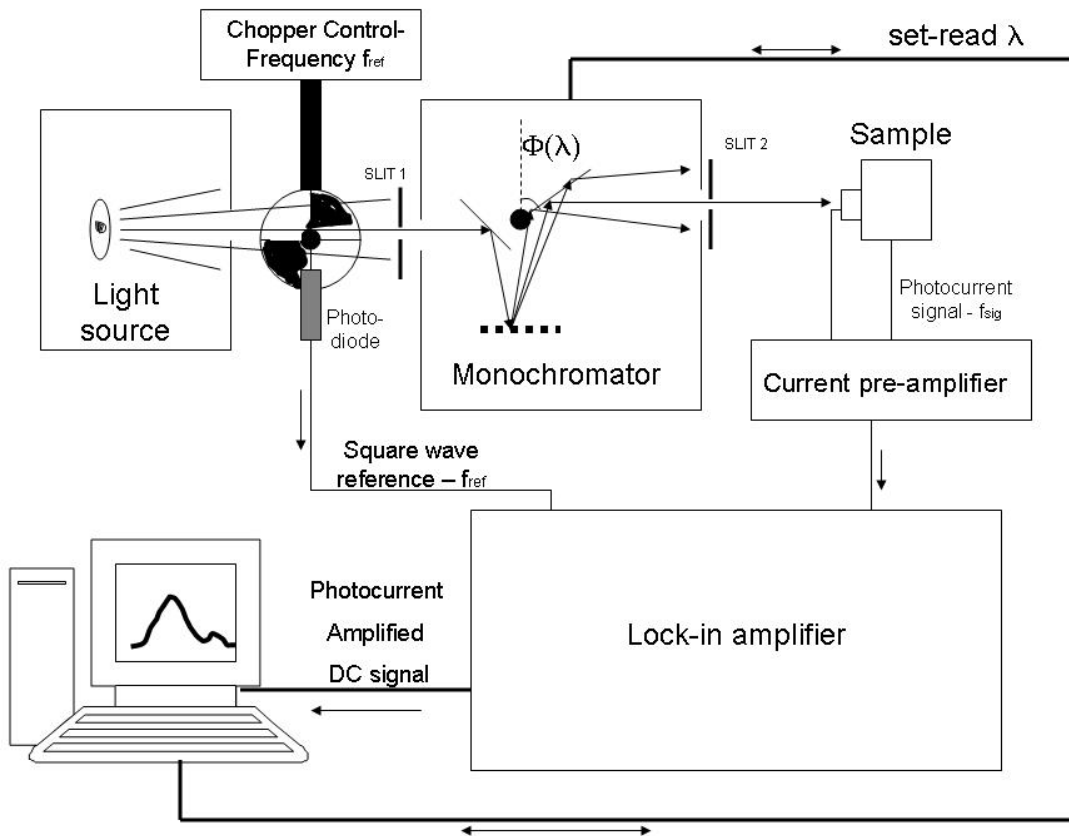 Chopper Control-
Frequency fref
set-read λ
SLIT 1
Φ(λ)
SLIT 2
Sample
Light
source
Photo-
diode
Monochromator
Photocurrent
signal - fsig
Current pre-amplifier
Square wave
reference – fref
Photocurrent
Amplified
DC signal
Lock-in amplifier